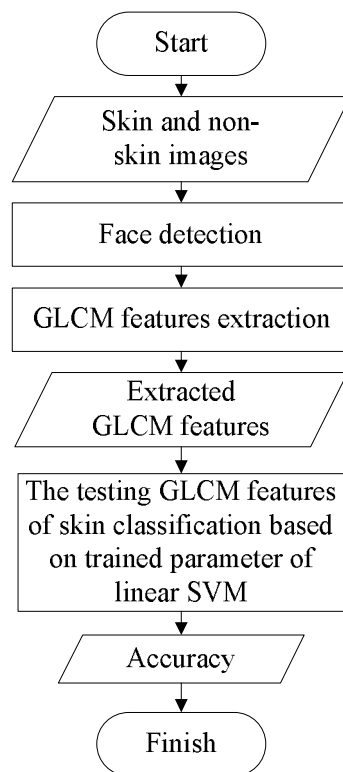 Start
Skin and non-
skin images
Face detection
GLCM features extraction
Extracted
GLCM features
The testing GLCM features
of skin classification based
on trained parameter of
linear SVM
Accuracy
Finish